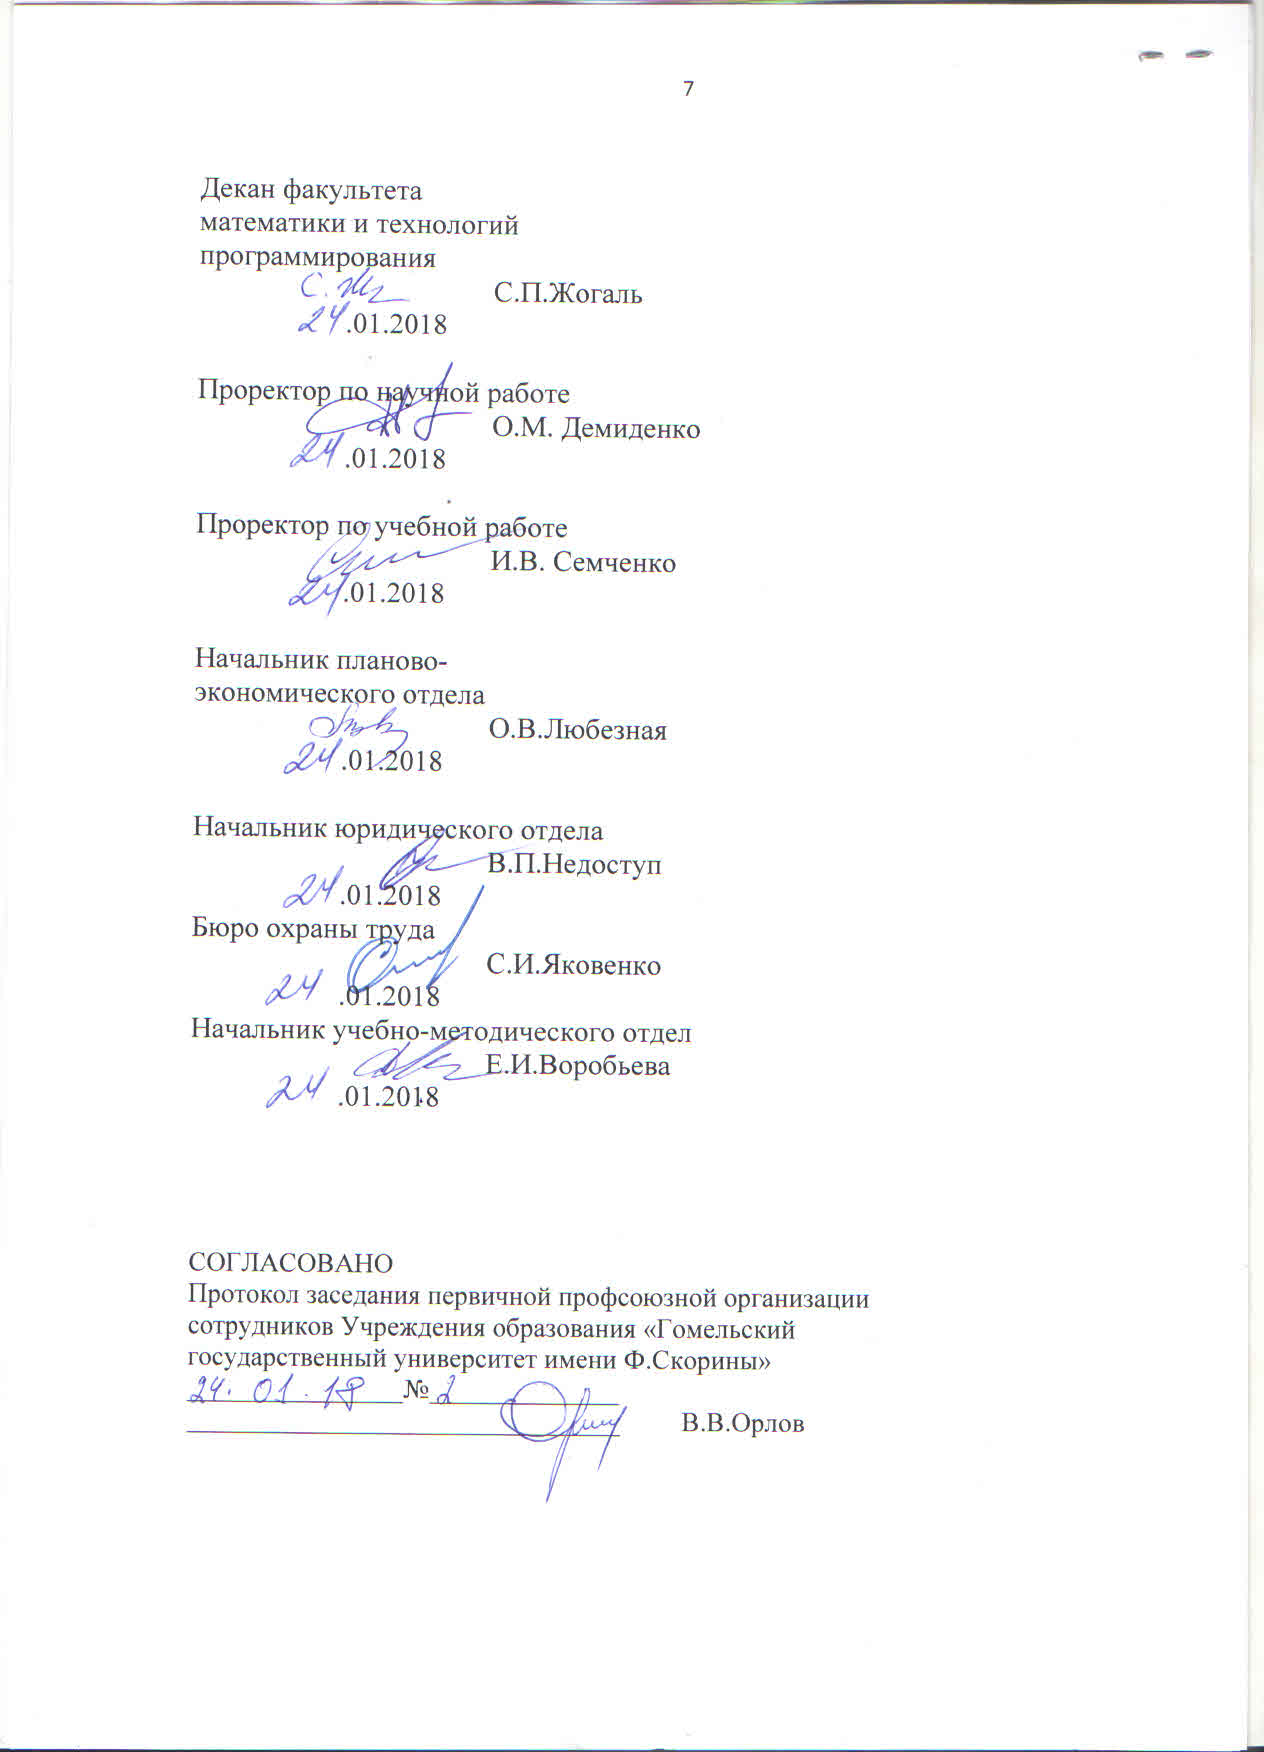 7
Декан факультета
математики и технологий
программирования
С.П.Жогаль
24.01.2018
Проректор по научной работе
О.М. Демиденко
24.01.2018
Проректор по учебной работе
И.В. Семченко
24.01.2018
Начальник планово-
экономического отдела
О.В.Любезная
24.01.2018
Начальник юридического отдела
В.П.Недоступ
24.01.2018
Бюро охраны труда
С.И.Яковенко
24.01.2018
Начальник учебно-методического отдел
Е.И.Воробьева
24.01.2018
СОГЛАСОВАНО
Протокол заседания первичной профсоюзной организации
сотрудников Учреждения образования «Гомельский
государственный университет имени Ф.Скорины»
24.01.18 № 2
В.В.Орлов